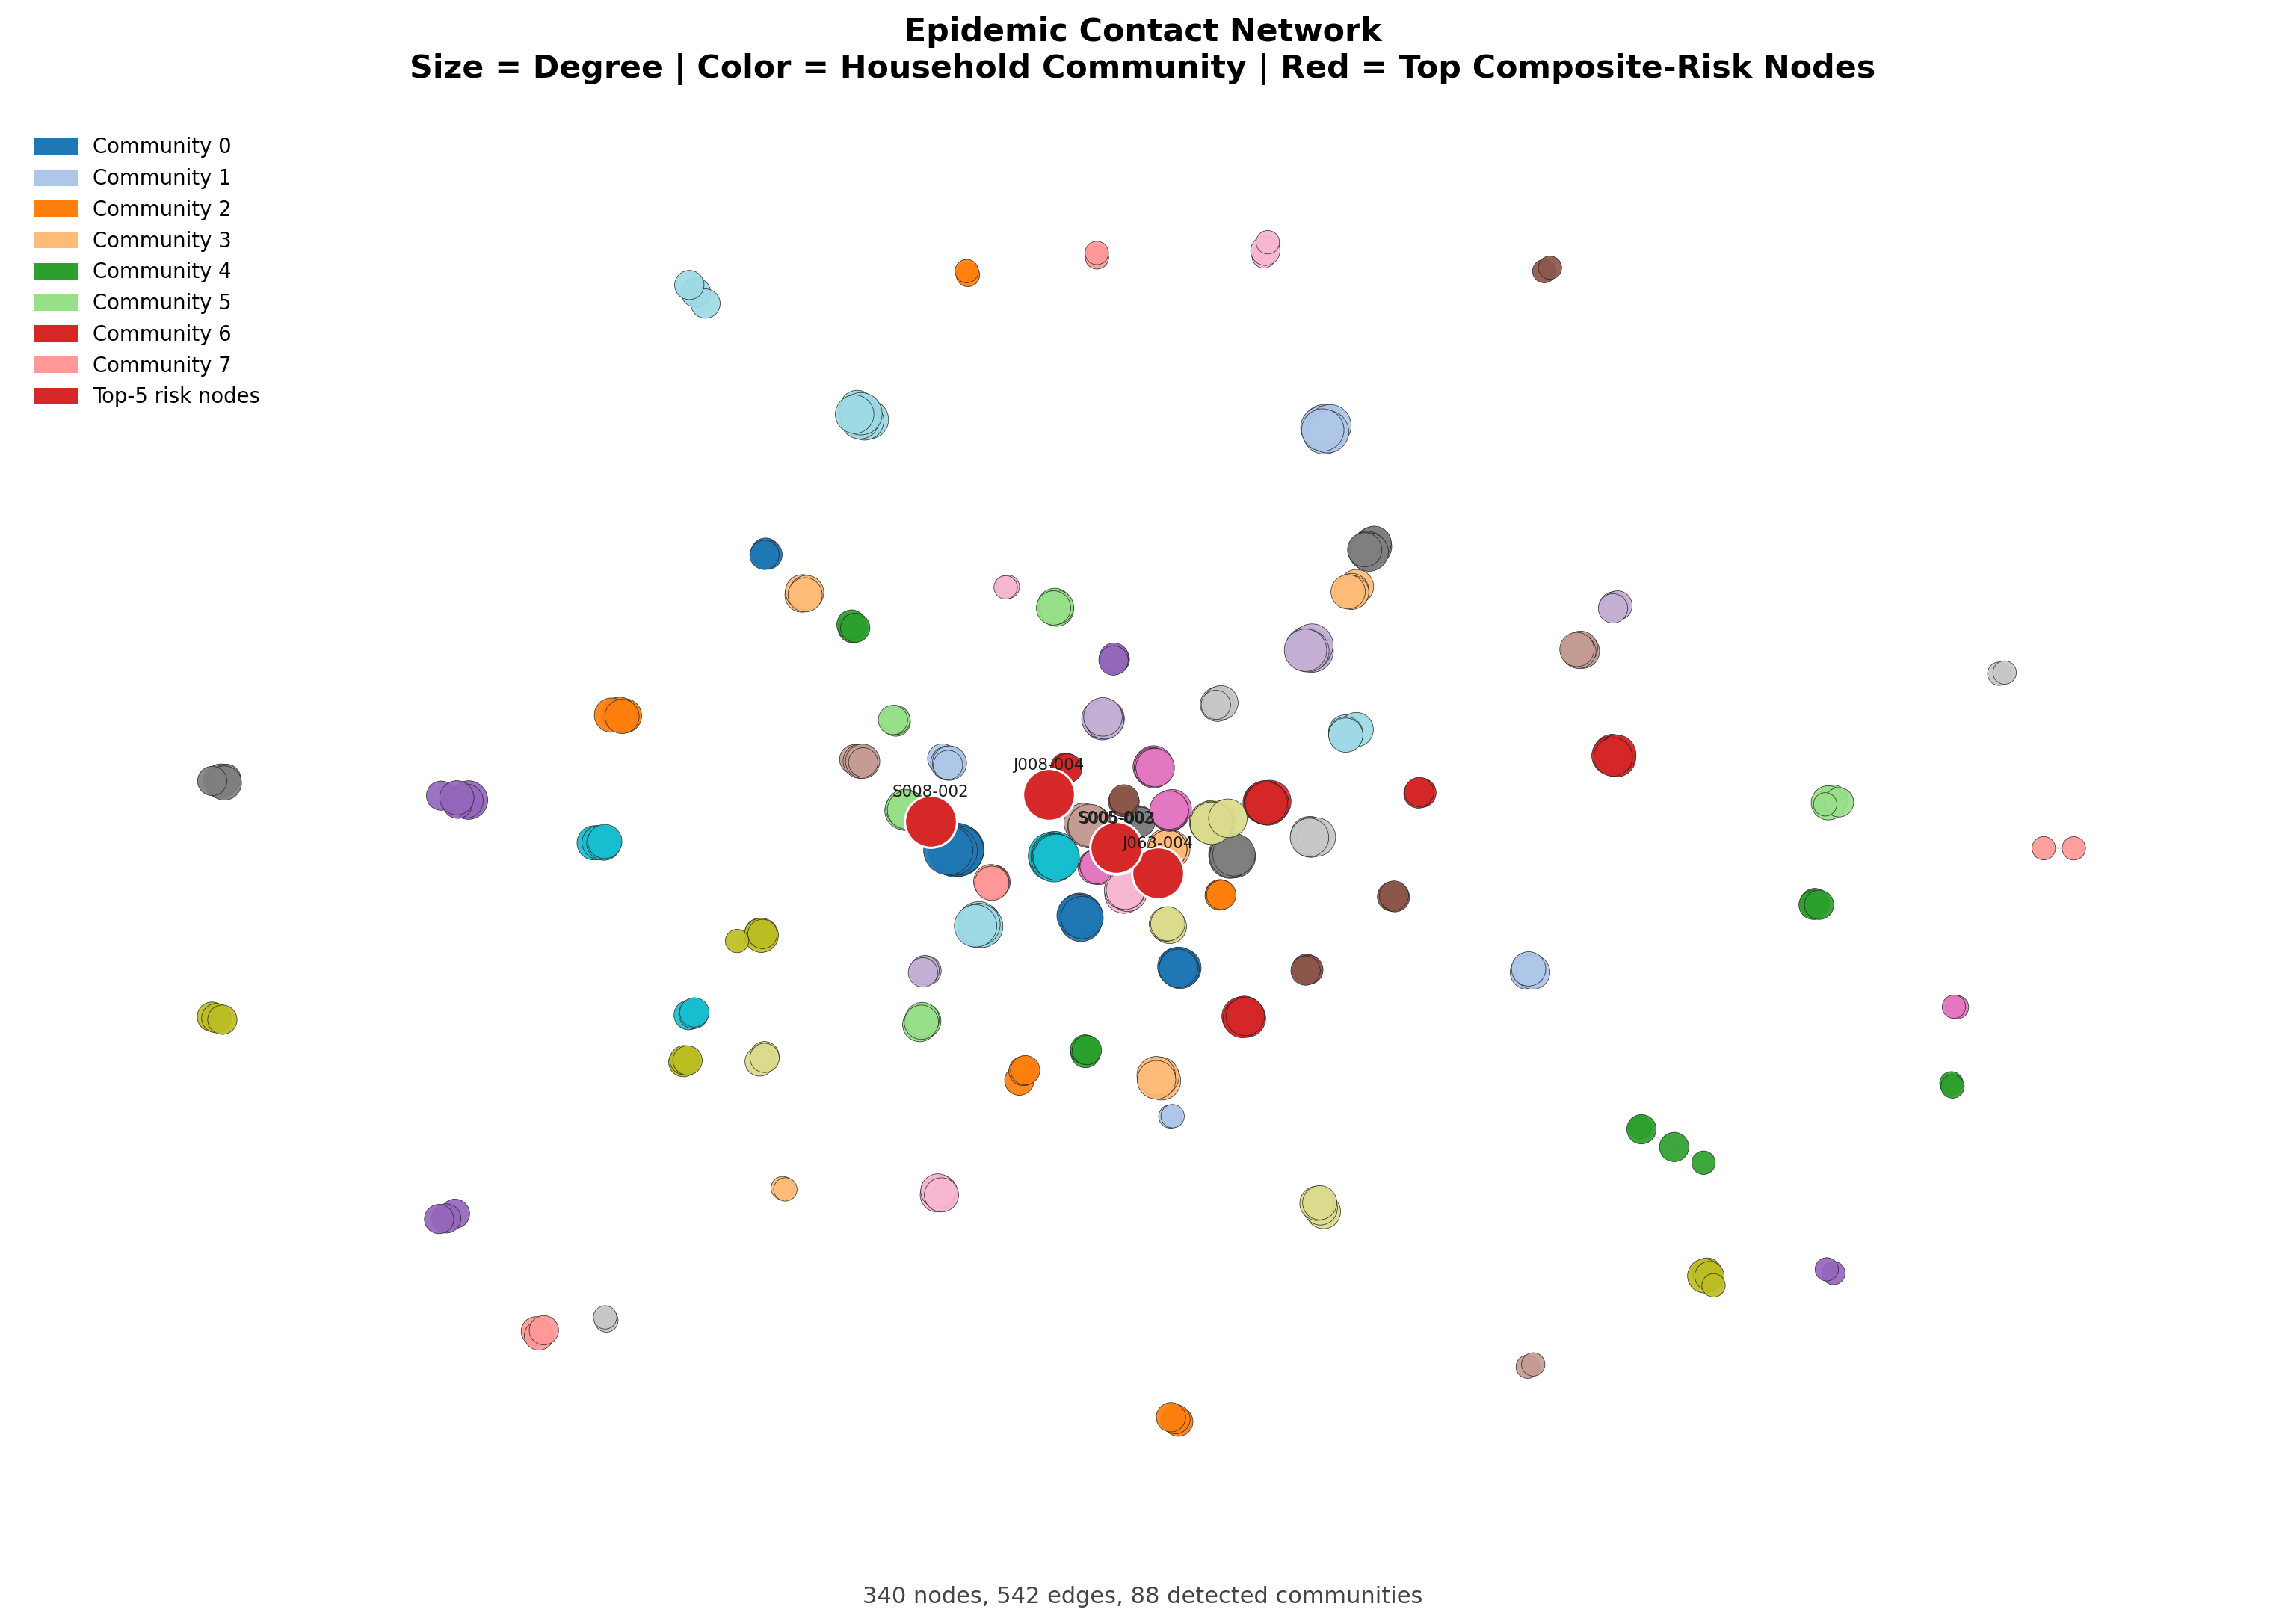 Epidemic Contact Network
Size = Degree | Color = Household Community | Red = Top Composite-Risk Nodes
Community 0
Community 1
Community 2
Community 3
Community 4
Community 5
Community 6
Community 7
Top-5 risk nodes
J008-004
S008-002
J063-004
340 nodes, 542 edges, 88 detected communities